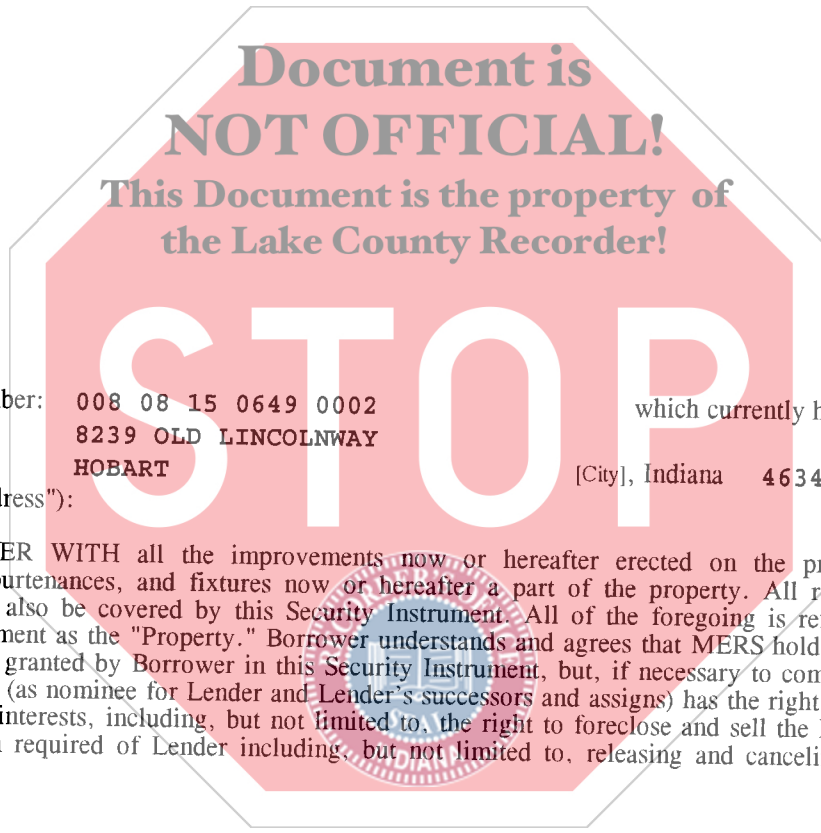 Document is
NOT OFFICIAL!
This Document is the property of
the Lake County Recorder!
STOP
ber: 008 08 15 0649 0002 which currently h
8239 OLD LINCOLNWAY
HOBART [City], Indiana 4634
lress"):
ER WITH all the improvements now or hereafter erected on the pr
urtenances, and fixtures now or hereafter a part of the property. All r
also be covered by this Security Instrument. All of the foregoing is re
ment as the "Property." Borrower understands and agrees that MERS hold
granted by Borrower in this Security Instrument, but, if necessary to com
(as nominee for Lender and Lender's successors and assigns) has the right
interests, including, but not limited to, the right to foreclose and sell the
required of Lender including, but not limited to, releasing and canceli
SEAL
INDIANA